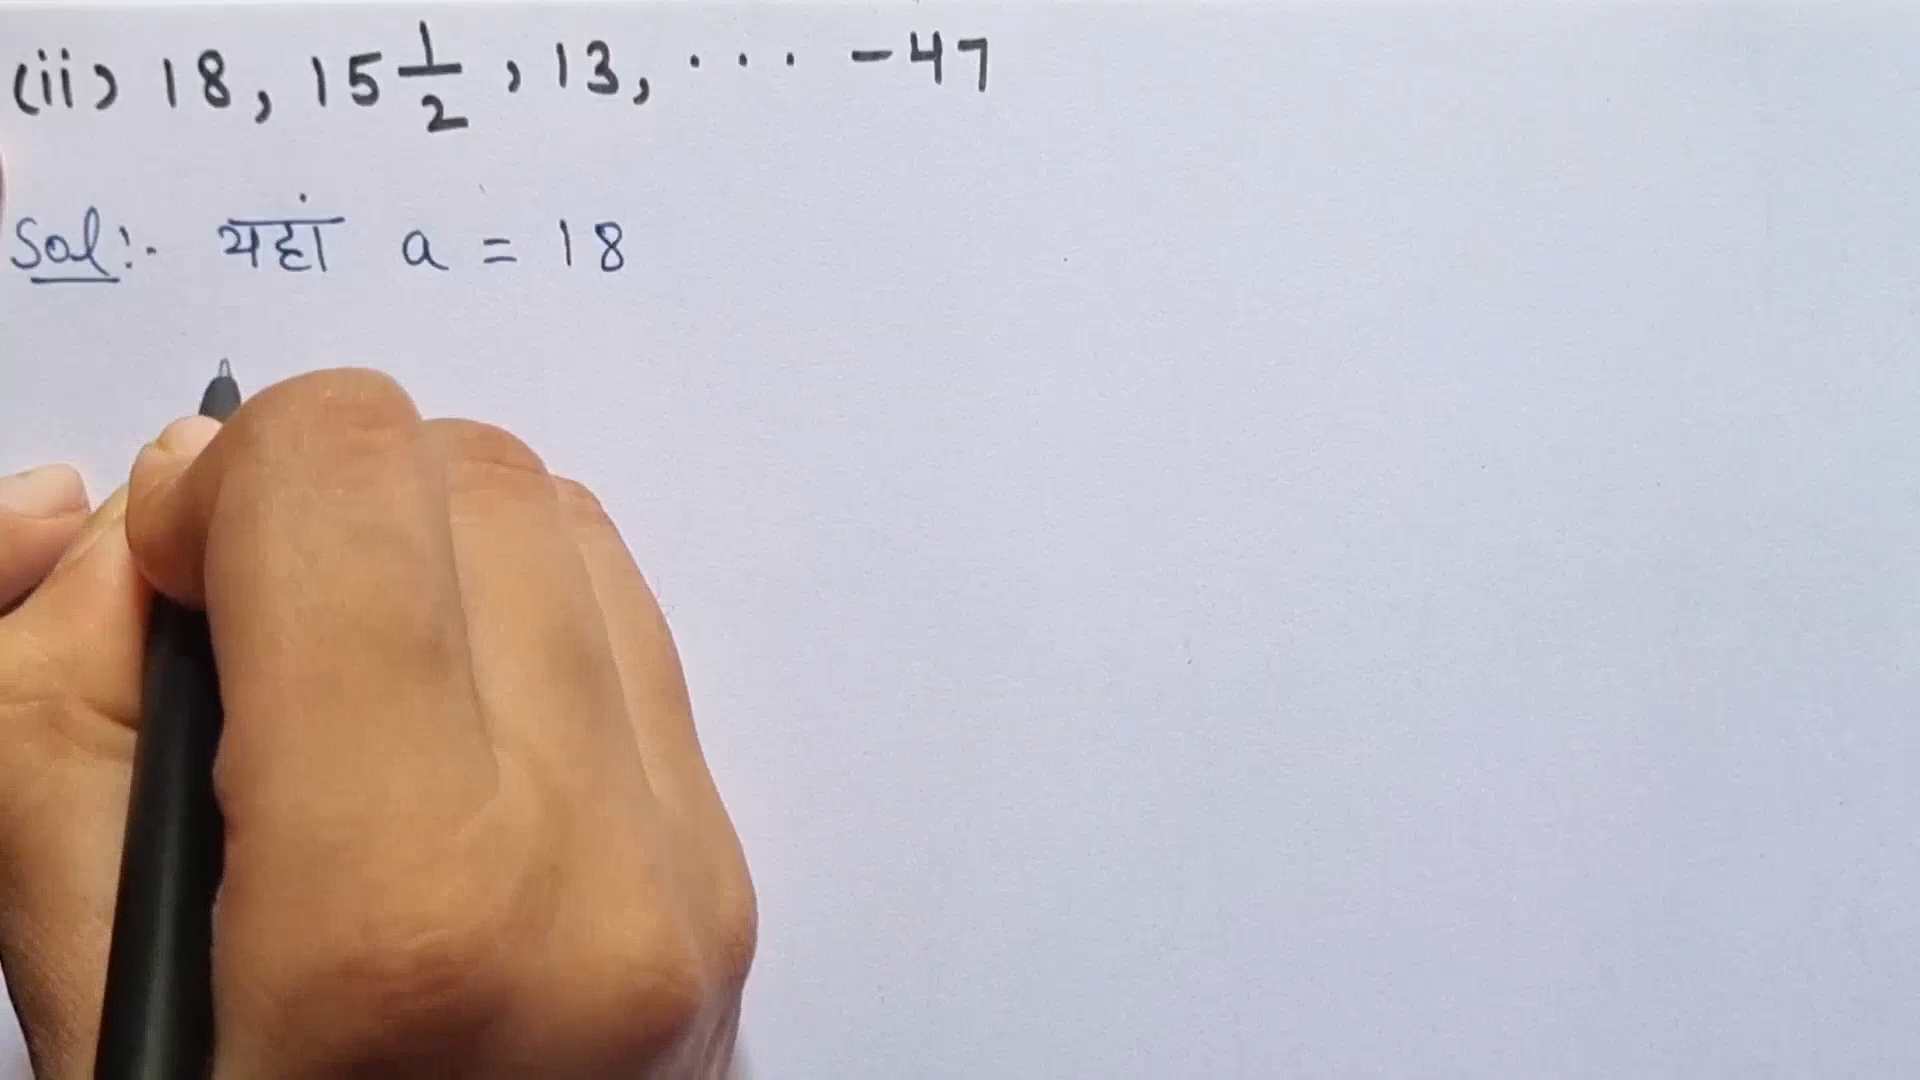 (ii) 18, 15 1/2, 13, ... -47
Sol:- यहां a = 18